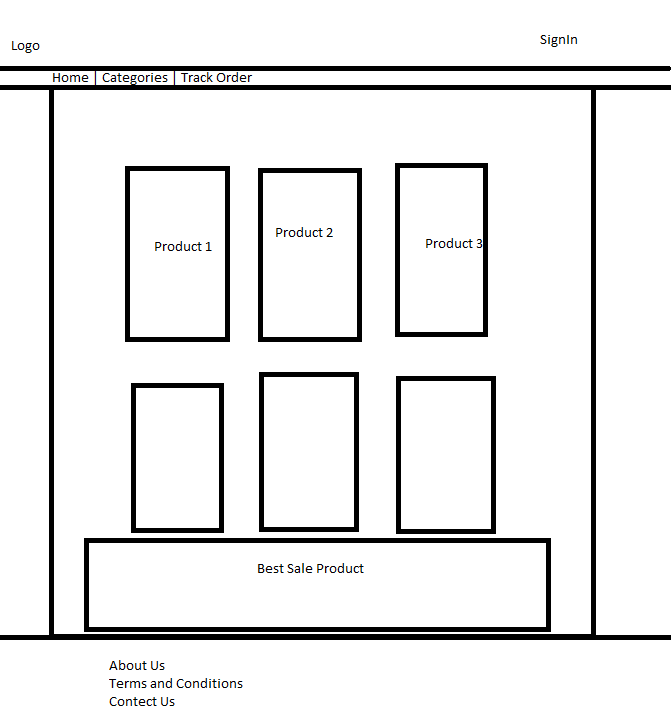 Logo
SignIn
Home | Categories | Track Order
Product 1
Product 2
Product 3
Best Sale Product
About Us
Terms and Conditions
Contect Us